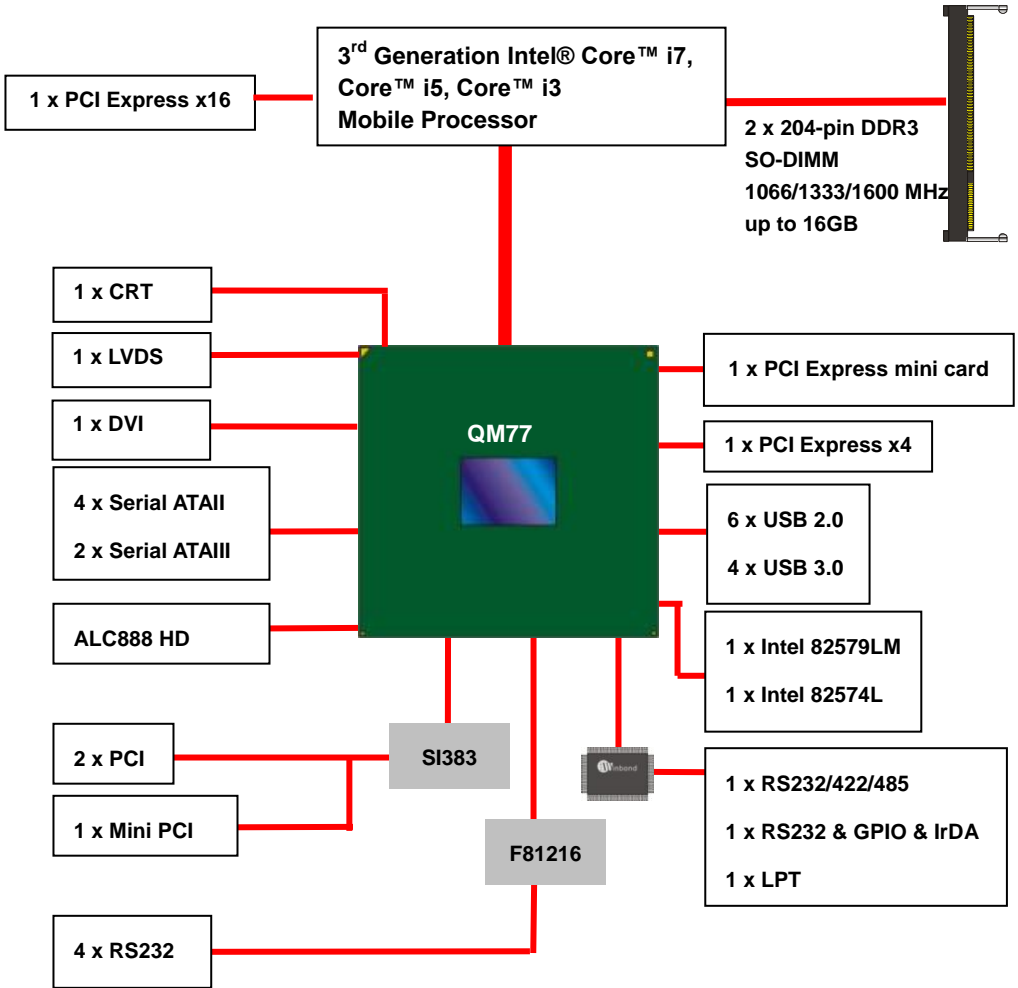 3rd Generation Intel® Core™ i7,
Core™ i5, Core™ i3
Mobile Processor
1 x PCI Express x16
2 x 204-pin DDR3
SO-DIMM
1066/1333/1600 MHz
up to 16GB
1 x CRT
1 x LVDS
1 x DVI
4 x Serial ATAII
2 x Serial ATAIII
ALC888 HD
QM77
1 x PCI Express mini card
1 x PCI Express x4
6 x USB 2.0
4 x USB 3.0
1 x Intel 82579LM
1 x Intel 82574L
2 x PCI
1 x Mini PCI
SI383
F81216
Winbond
1 x RS232/422/485
1 x RS232 & GPIO & IrDA
1 x LPT
4 x RS232